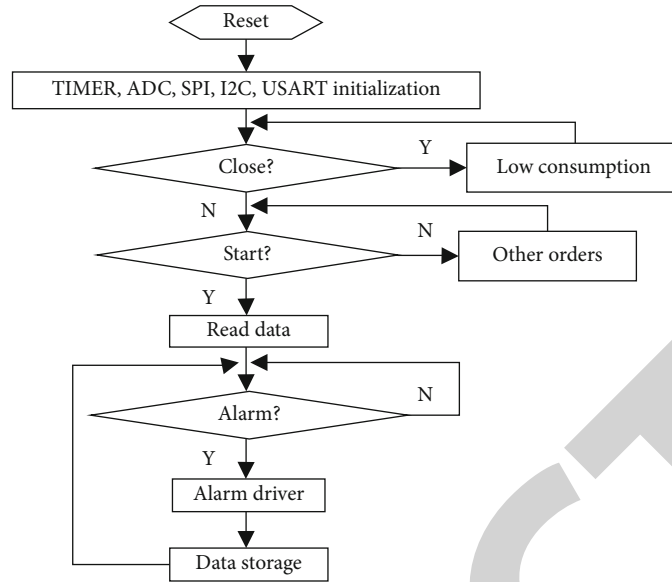 Reset
TIMER, ADC, SPI, I2C, USART initialization
Close?
Y
Low consumption
N
Start?
N
Other orders
Y
Read data
Alarm?
N
Y
Alarm driver
Data storage